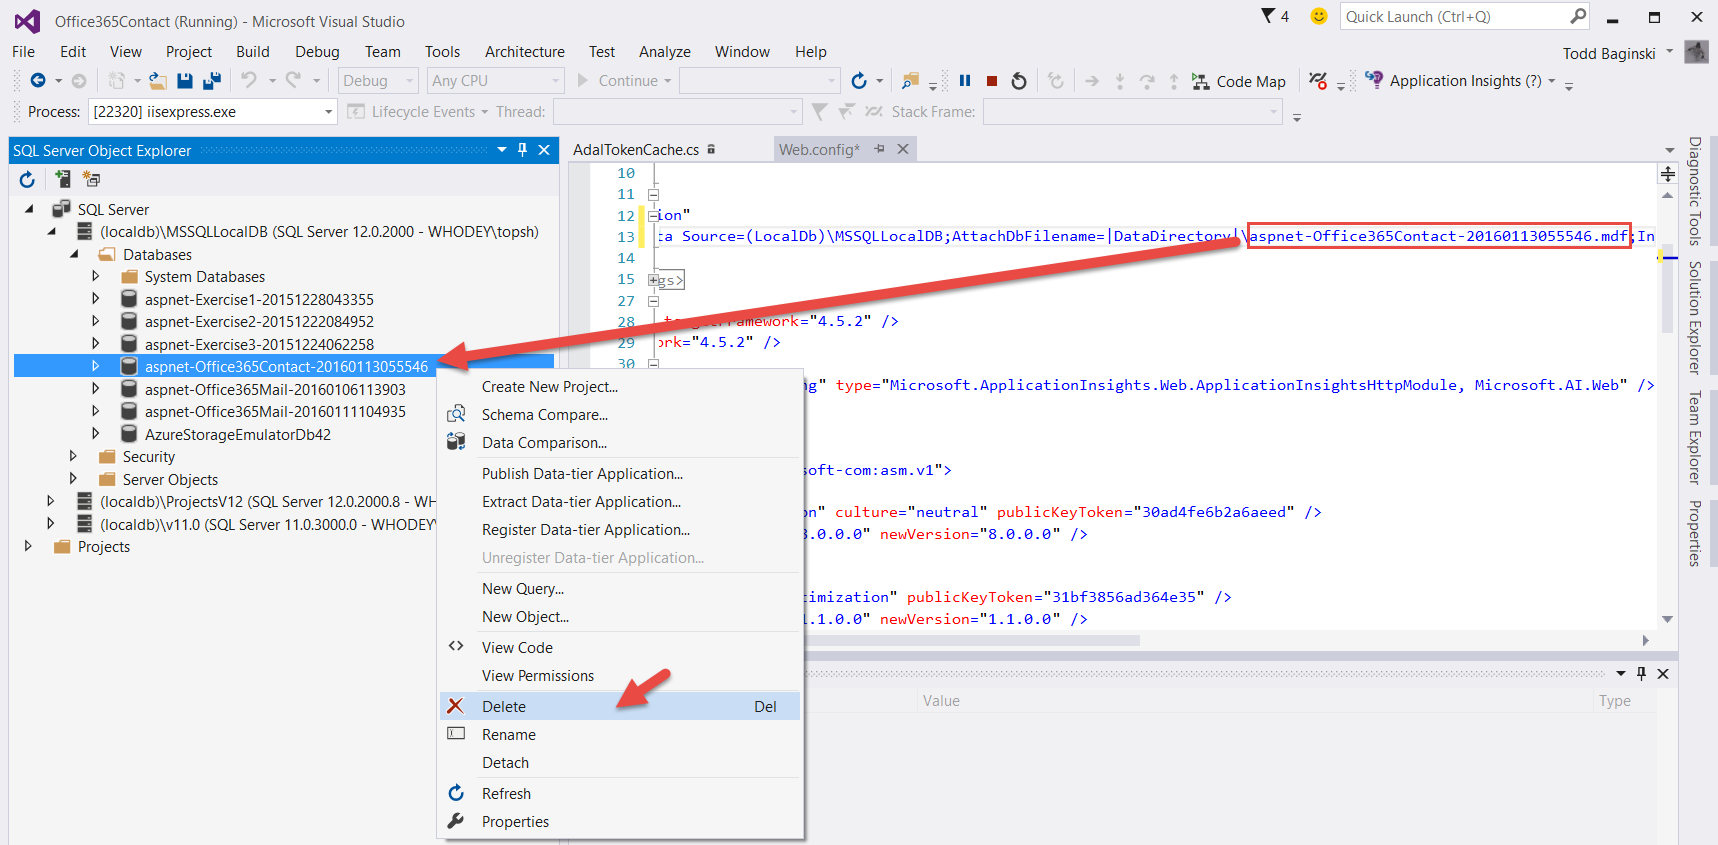 Office365Contact (Running) - Microsoft Visual Studio
4
Quick Launch (Ctrl+Q)
File Edit View Project Build Debug Team Tools Architecture Test Analyze Window Help
Todd Baginski
Debug Any CPU Continue Code Map Application Insights (?)
Process: [22320] iisexpress.exe Lifecycle Events Thread: Stack Frame:
SQL Server Object Explorer
SQL Server
(localdb)\MSSQLLocalDB (SQL Server 12.0.2000 - WHODEY\topsh)
Databases
System Databases
aspnet-Exercise1-20151228043355
aspnet-Exercise2-20151222084952
aspnet-Exercise3-20151224062258
aspnet-Office365Contact-20160113055546
aspnet-Office365Mail-20160106113903
aspnet-Office365Mail-20160111104935
AzureStorageEmulatorDb42
Security
Server Objects
(localdb)\ProjectsV12 (SQL Server 12.0.2000.8 - WH
(localdb)\v11.0 (SQL Server 11.0.3000.0 - WHODEY\
Projects
Create New Project...
Schema Compare...
Data Comparison...
Publish Data-tier Application...
Extract Data-tier Application...
Register Data-tier Application...
Unregister Data-tier Application...
New Query...
New Object...
View Code
View Permissions
Delete Del
Rename
Detach
Refresh
Properties
AdalTokenCache.cs Web.config*
10
11
12 ion"
13 ta Source=(LocalDb)\MSSQLLocalDB;AttachDbFilename=|DataDirectory|\aspnet-Office365Contact-20160113055546.mdf;In
14
15 gs>
27
28 ="4.5.2" />
29 rk="4.5.2" />
30
ng" type="Microsoft.ApplicationInsights.Web.ApplicationInsightsHttpModule, Microsoft.AI.Web" />
soft-com:asm.v1">
on" culture="neutral" publicKeyToken="30ad4fe6b2a6aeed" />
8.0.0.0" newVersion="8.0.0.0" />
timization" publicKeyToken="31bf3856ad364e35" />
1.1.0.0" newVersion="1.1.0.0" />
Value Type
Diagnostic Tools
Solution Explorer
Team Explorer
Properties